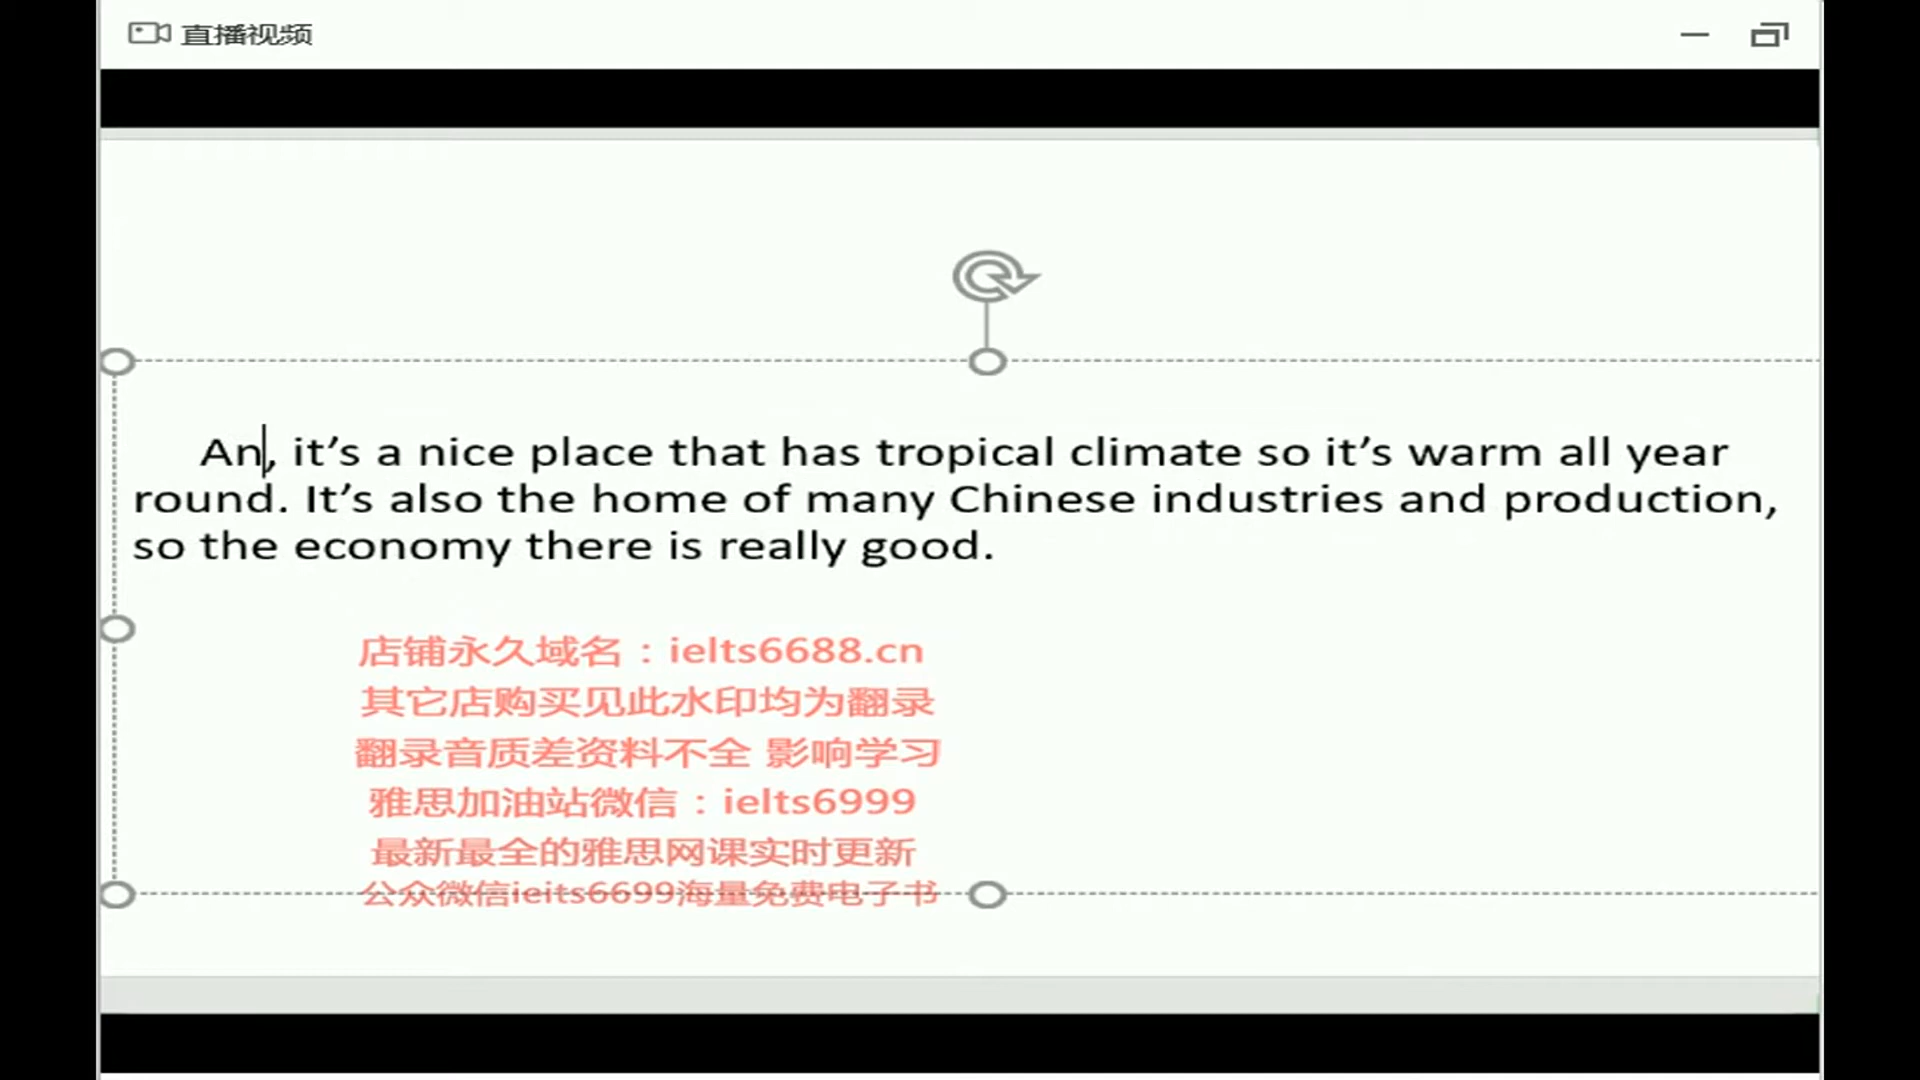 直播视频
An, it’s a nice place that has tropical climate so it’s warm all year
round. It’s also the home of many Chinese industries and production,
so the economy there is really good.
店铺永久域名：ielts6688.cn
其它店购买见此水印均为翻录
翻录音质差资料不全 影响学习
雅思加油站微信：ielts6999
最新最全的雅思网课实时更新
公众微信ieits6699海量免费电子书